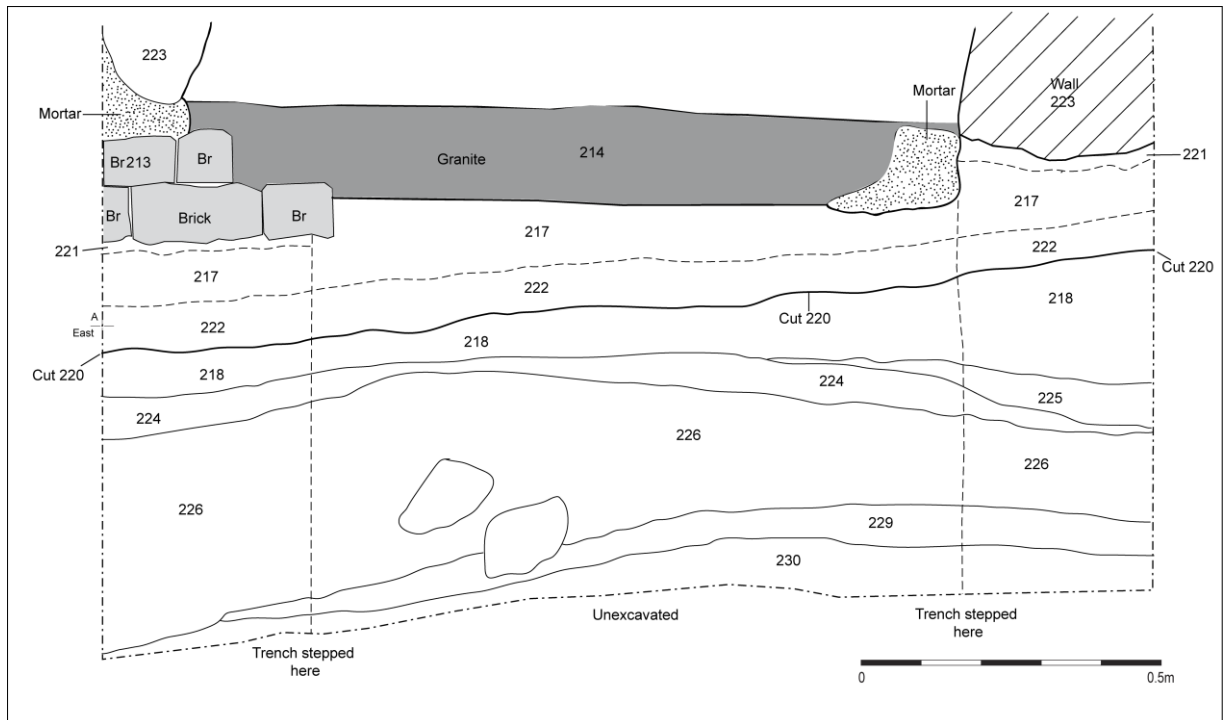 223
Wall
223
Mortar
Mortar
Br 213
Br
Granite
214
221
Br
Brick
Br
217
217
221
217
222
222
222
Cut 220
A
East
Cut 220
218
218
Cut 220
218
224
225
224
226
226
226
229
230
Unexcavated
Trench stepped
here
Trench stepped
here
0
0.5m